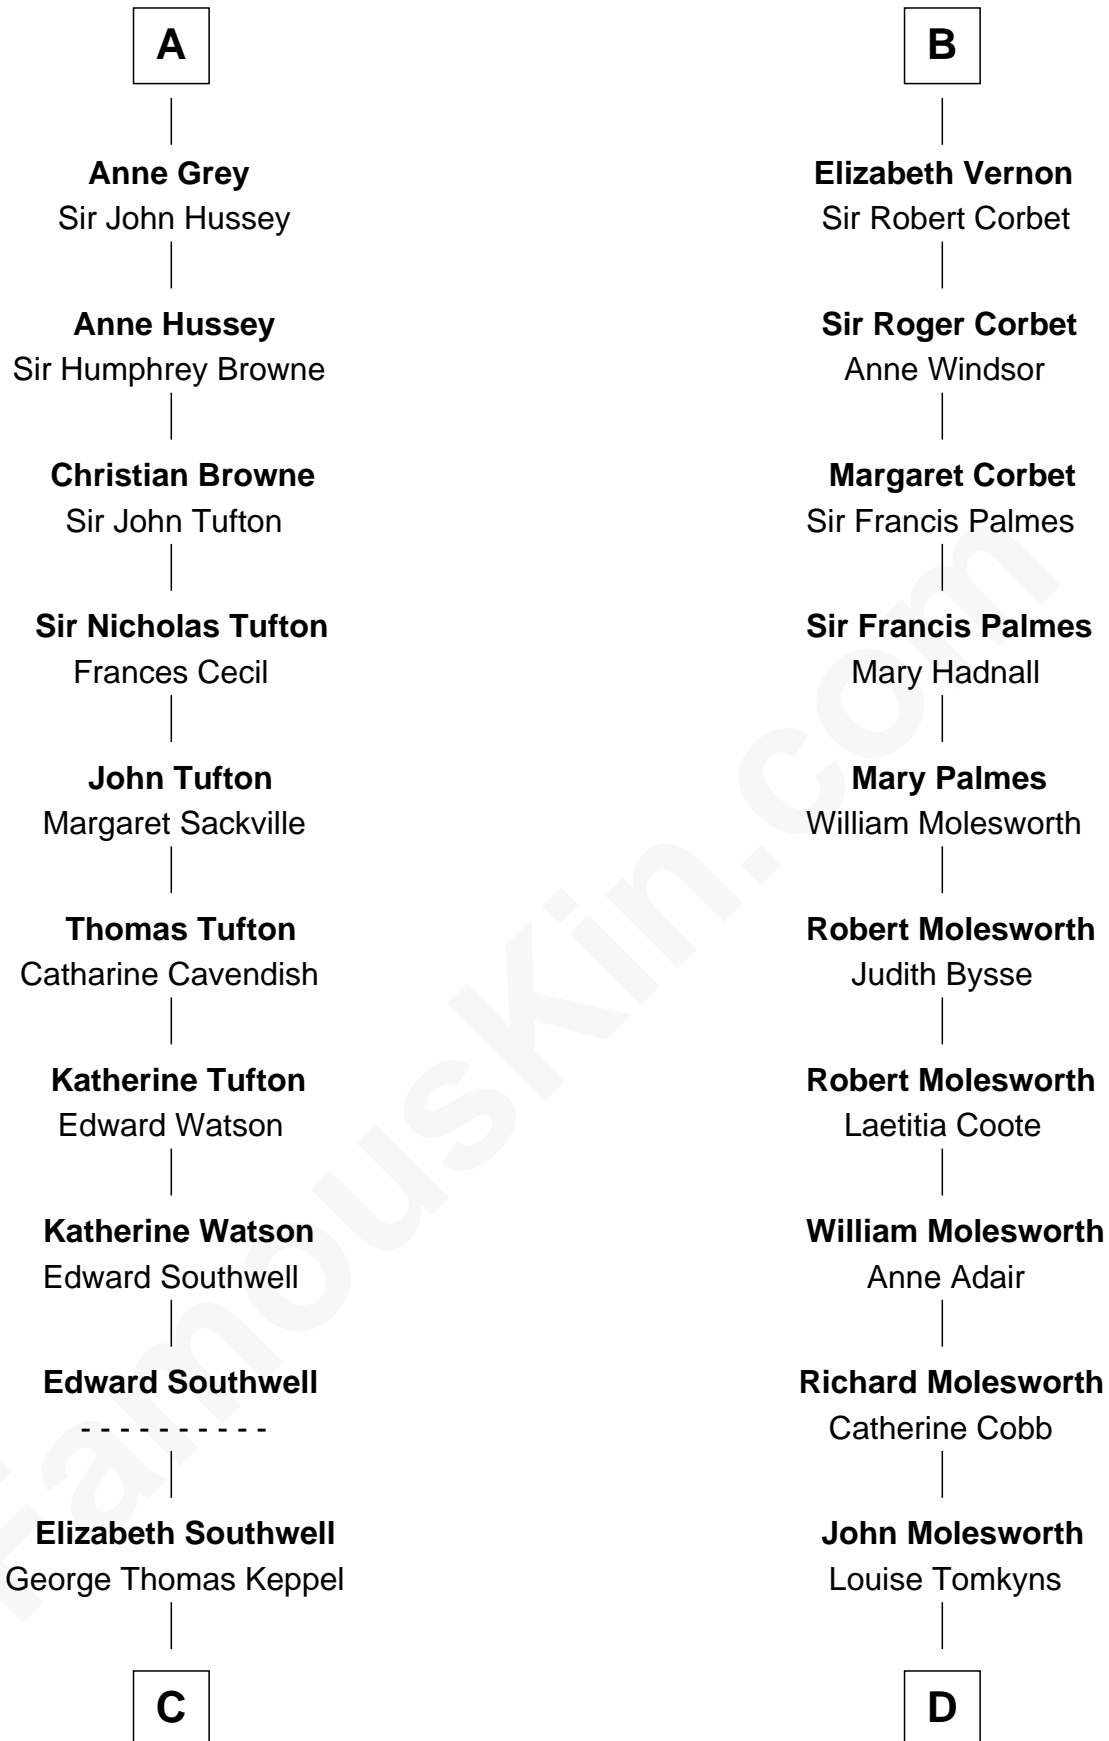 A
Anne Grey
Sir John Hussey
Anne Hussey
Sir Humphrey Browne
Christian Browne
Sir John Tufton
Sir Nicholas Tufton
Frances Cecil
John Tufton
Margaret Sackville
Thomas Tufton
Catharine Cavendish
Katherine Tufton
Edward Watson
Katherine Watson
Edward Southwell
Edward Southwell
- - - - - - - - - -
Elizabeth Southwell
George Thomas Keppel
C
B
Elizabeth Vernon
Sir Robert Corbet
Sir Roger Corbet
Anne Windsor
Margaret Corbet
Sir Francis Palmes
Sir Francis Palmes
Mary Hadnall
Mary Palmes
William Molesworth
Robert Molesworth
Judith Bysse
Robert Molesworth
Laetitia Coote
William Molesworth
Anne Adair
Richard Molesworth
Catherine Cobb
John Molesworth
Louise Tomkyns
D
FamousKin.com